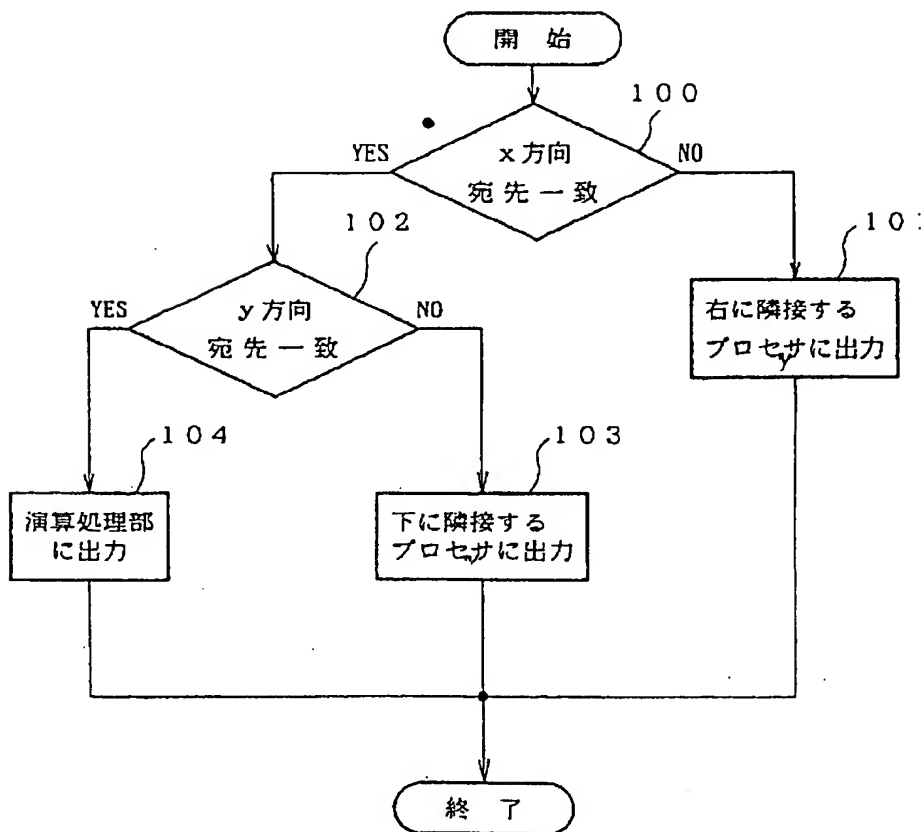 開始
100
x方向
宛先一致
YES
NO
102
y方向
宛先一致
YES
NO
右に隣接する
プロセサに出力
104
演算処理部
に出力
103
下に隣接する
プロセサに出力
終了